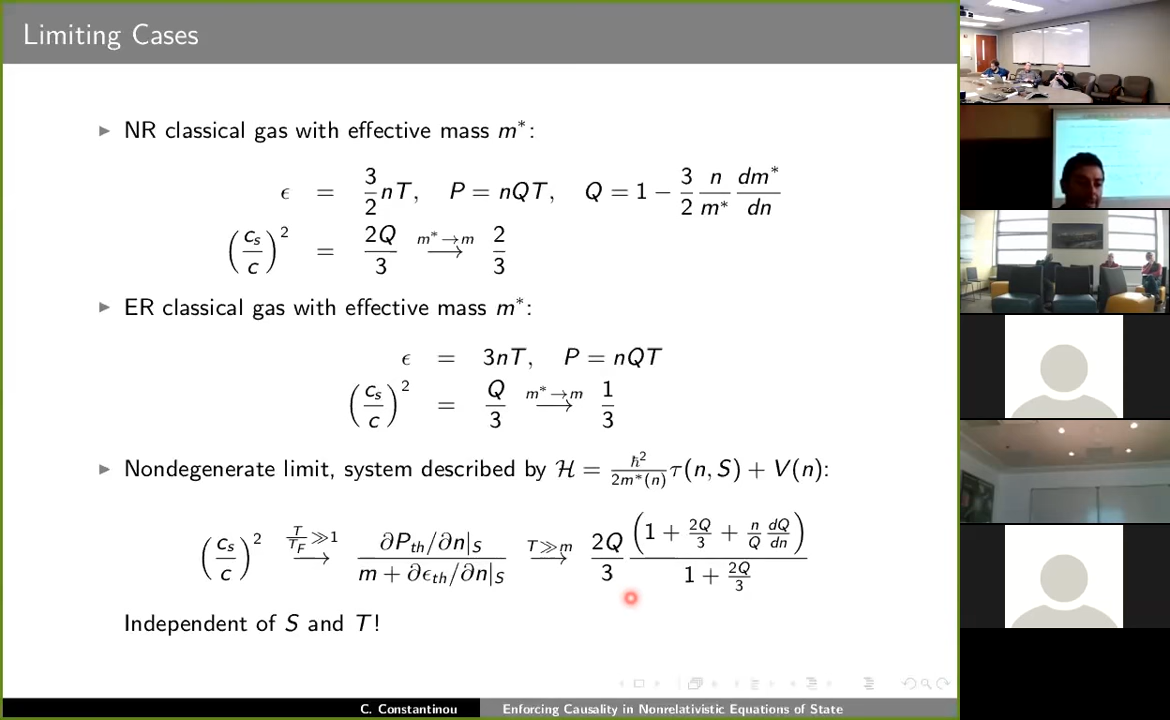 Limiting Cases
▶ NR classical gas with effective mass m*:
ϵ = 3/2 nT, P = nQT, Q = 1 − 3/2 n/m* dm*/dn
(c_s/c)² = 2Q/3 →^{m*→m} 2/3
▶ ER classical gas with effective mass m*:
ϵ = 3nT, P = nQT
(c_s/c)² = Q/3 →^{m*→m} 1/3
▶ Nondegenerate limit, system described by ℋ = ℏ²/2m*(n) τ(n, S) + V(n):
(c_s/c)² →^{T/T_F ≫1} ∂P_th/∂n|_S / m + ∂ϵ_th/∂n|_S →^{T≫m} 2Q/3 (1 + 2Q/3 + n/Q dQ/dn) / 1 + 2Q/3
Independent of S and T!
C. Constantinou Enforcing Causality in Nonrelativistic Equations of State